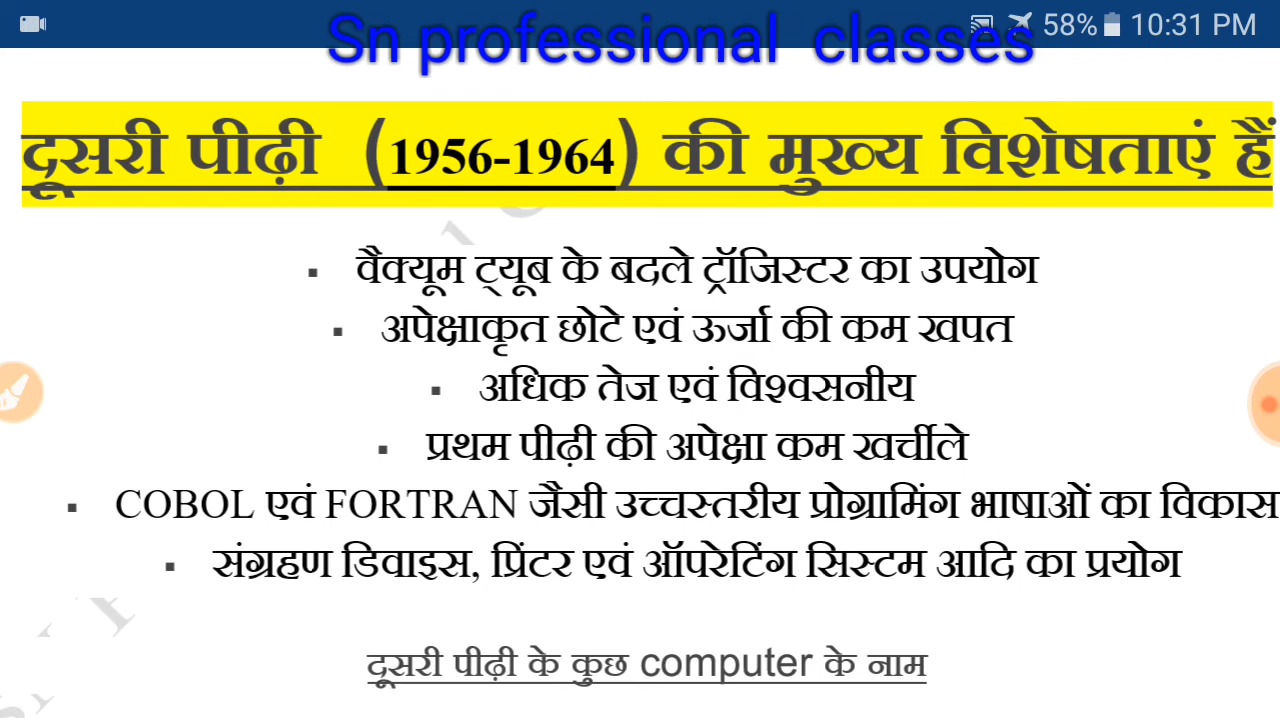 58% 10:31 PM
Sn professional classes
दूसरी पीढ़ी (1956-1964) की मुख्य विशेषताएं हैं
▪ वैक्यूम ट्यूब के बदले ट्रॉजिस्टर का उपयोग
▪ अपेक्षाकृत छोटे एवं ऊर्जा की कम खपत
▪ अधिक तेज एवं विश्वसनीय
▪ प्रथम पीढ़ी की अपेक्षा कम खर्चीले
▪ COBOL एवं FORTRAN जैसी उच्चस्तरीय प्रोग्रामिंग भाषाओं का विकास
▪ संग्रहण डिवाइस, प्रिंटर एवं ऑपरेटिंग सिस्टम आदि का प्रयोग
दूसरी पीढ़ी के कुछ computer के नाम